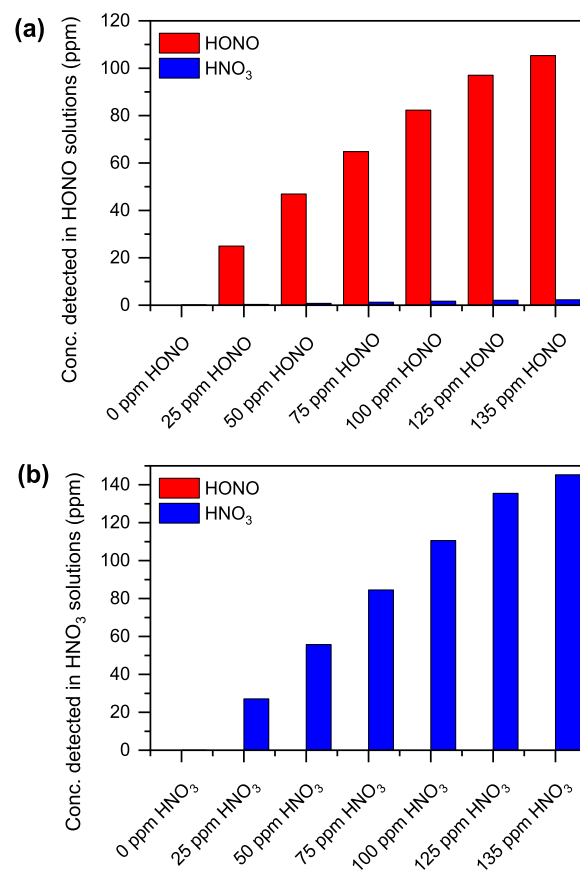 (a)
Conc. detected in HONO solutions (ppm)
120
100
80
60
40
20
0
HONO
HNO₃
0 ppm HONO
25 ppm HONO
50 ppm HONO
75 ppm HONO
100 ppm HONO
125 ppm HONO
135 ppm HONO
(b)
Conc. detected in HNO₃ solutions (ppm)
140
120
100
80
60
40
20
0
HONO
HNO₃
0 ppm HNO₃
25 ppm HNO₃
50 ppm HNO₃
75 ppm HNO₃
100 ppm HNO₃
125 ppm HNO₃
135 ppm HNO₃